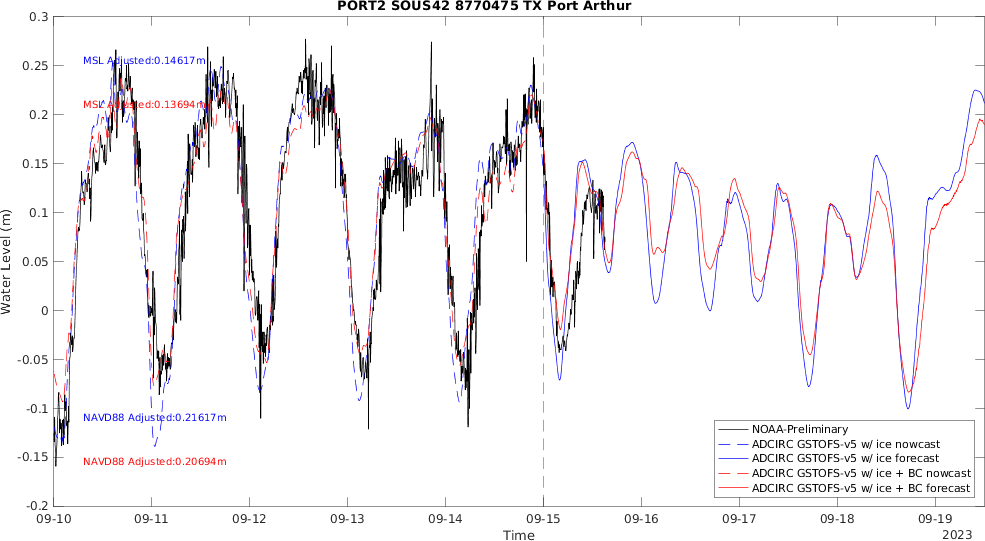 PORT2 SOUS42 8770475 TX Port Arthur
0.3
0.25
0.2
0.15
0.1
0.05
0
-0.05
-0.1
-0.15
-0.2
Water Level (m)
MSL Adjusted:0.14617m
MSL Adjusted:0.13694m
NAVD88 Adjusted:0.21617m
NAVD88 Adjusted:0.20694m
NOAA-Preliminary
ADCIRC GSTOFS-v5 w/ ice nowcast
ADCIRC GSTOFS-v5 w/ ice forecast
ADCIRC GSTOFS-v5 w/ ice + BC nowcast
ADCIRC GSTOFS-v5 w/ ice + BC forecast
09-10 09-11 09-12 09-13 09-14 09-15 09-16 09-17 09-18 09-19
Time
2023